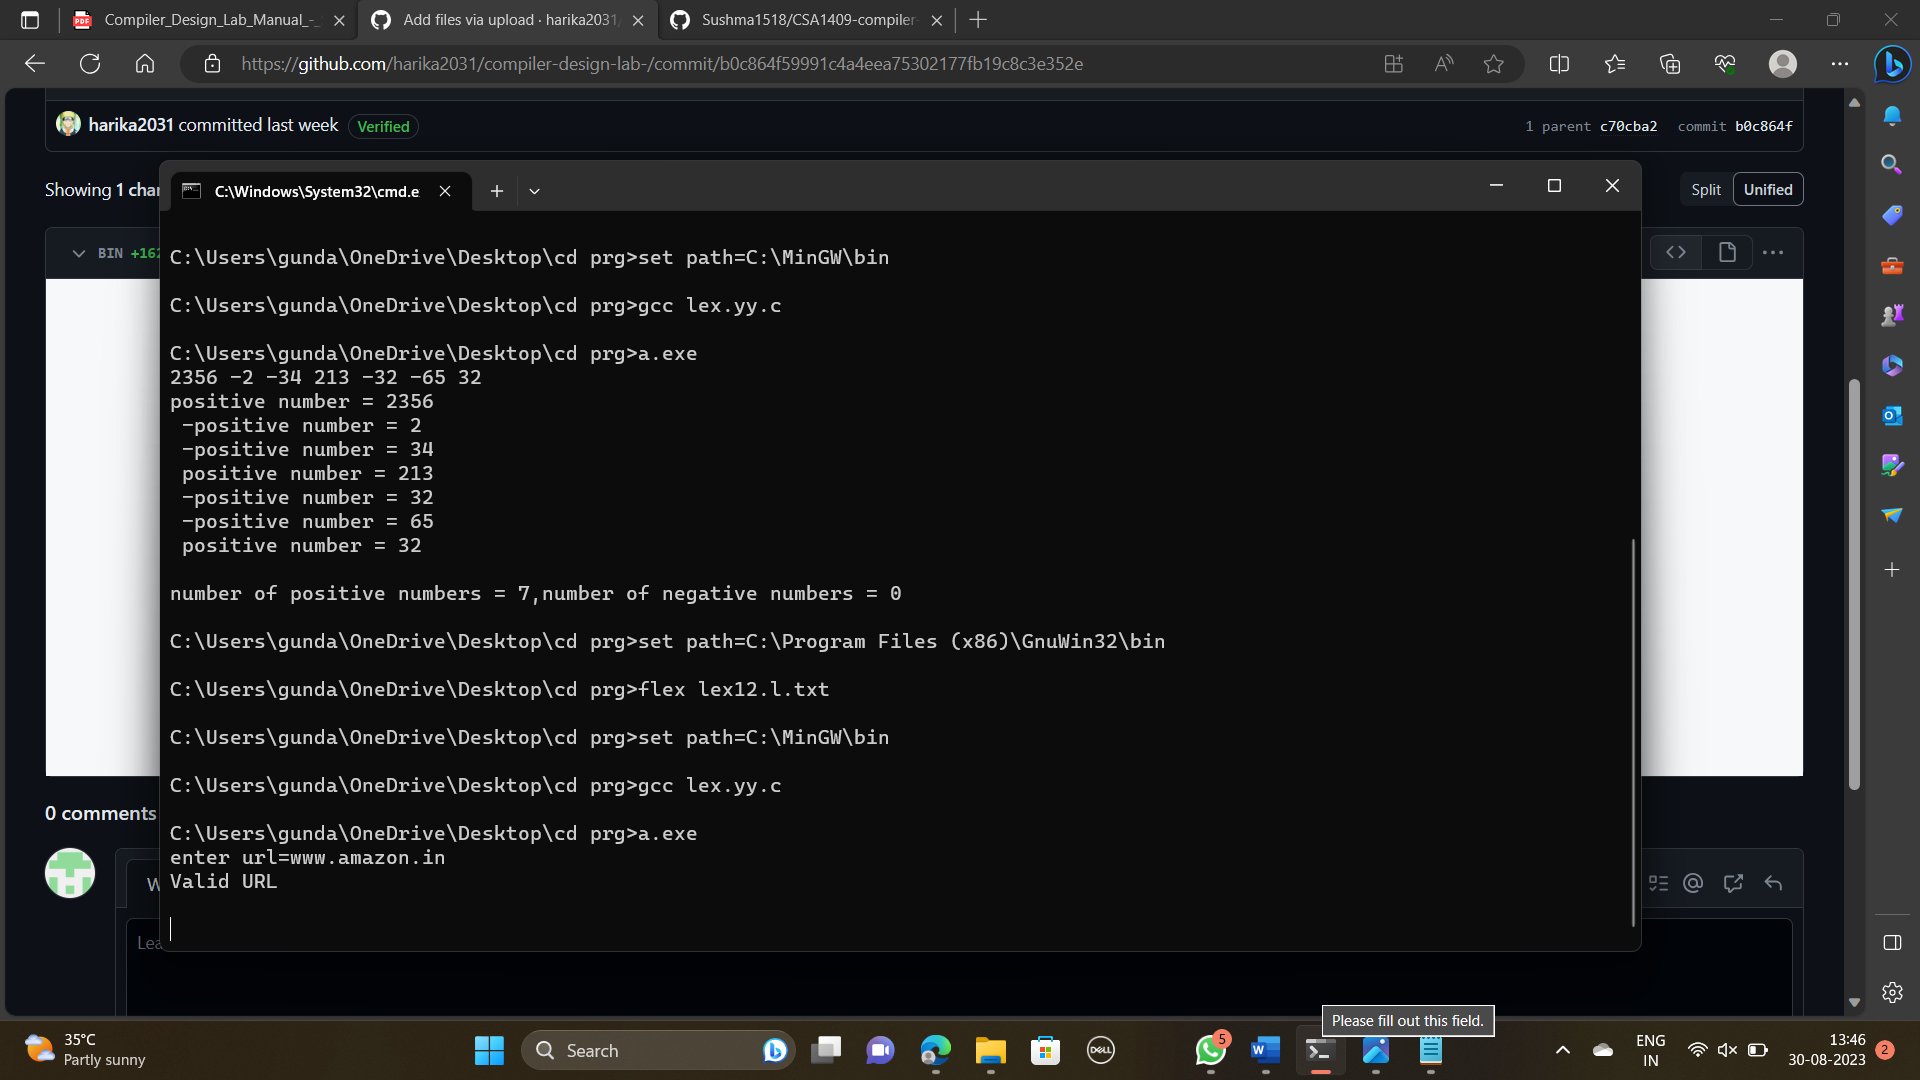 Compiler_Design_Lab_Manual_-_
Add files via upload · harika2031/
Sushma1518/CSA1409-compiler-
https://github.com/harika2031/compiler-design-lab-/commit/b0c864f59991c4a4eea75302177fb19c8c3e352e
harika2031 committed last week Verified
1 parent c70cba2 commit b0c864f
Showing 1
Split Unified
C:\Windows\System32\cmd.e
BIN
C:\Users\gunda\OneDrive\Desktop\cd prg>set path=C:\MinGW\bin
C:\Users\gunda\OneDrive\Desktop\cd prg>gcc lex.yy.c
C:\Users\gunda\OneDrive\Desktop\cd prg>a.exe
2356 -2 -34 213 -32 -65 32
positive number = 2356
-positive number = 2
-positive number = 34
positive number = 213
-positive number = 32
-positive number = 65
positive number = 32
number of positive numbers = 7,number of negative numbers = 0
C:\Users\gunda\OneDrive\Desktop\cd prg>set path=C:\Program Files (x86)\GnuWin32\bin
C:\Users\gunda\OneDrive\Desktop\cd prg>flex lex12.l.txt
C:\Users\gunda\OneDrive\Desktop\cd prg>set path=C:\MinGW\bin
C:\Users\gunda\OneDrive\Desktop\cd prg>gcc lex.yy.c
C:\Users\gunda\OneDrive\Desktop\cd prg>a.exe
enter url=www.amazon.in
Valid URL
0 comments
Please fill out this field.
35°C
Partly sunny
Search
DELL
5
ENG
IN
13:46
30-08-2023
2